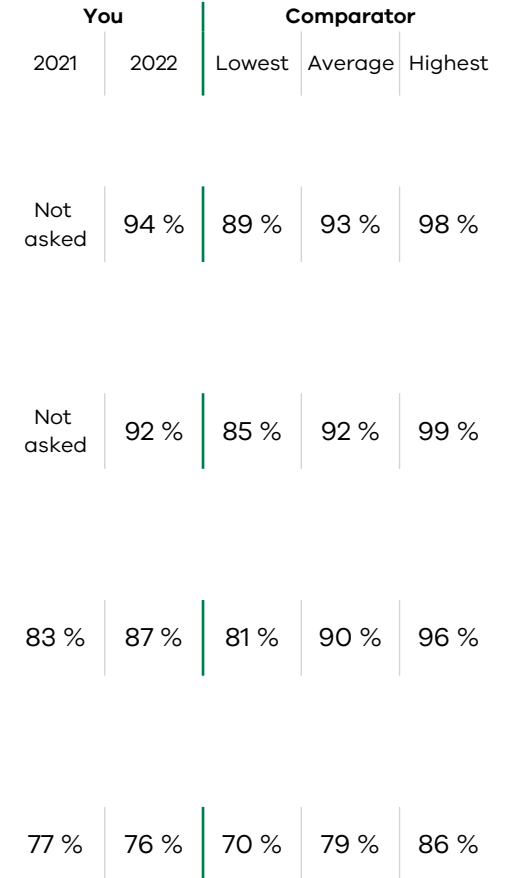 You Comparator
2021 2022 Lowest Average Highest
Not asked 94 % 89 % 93 % 98 %
Not asked 92 % 85 % 92 % 99 %
83 % 87 % 81 % 90 % 96 %
77 % 76 % 70 % 79 % 86 %